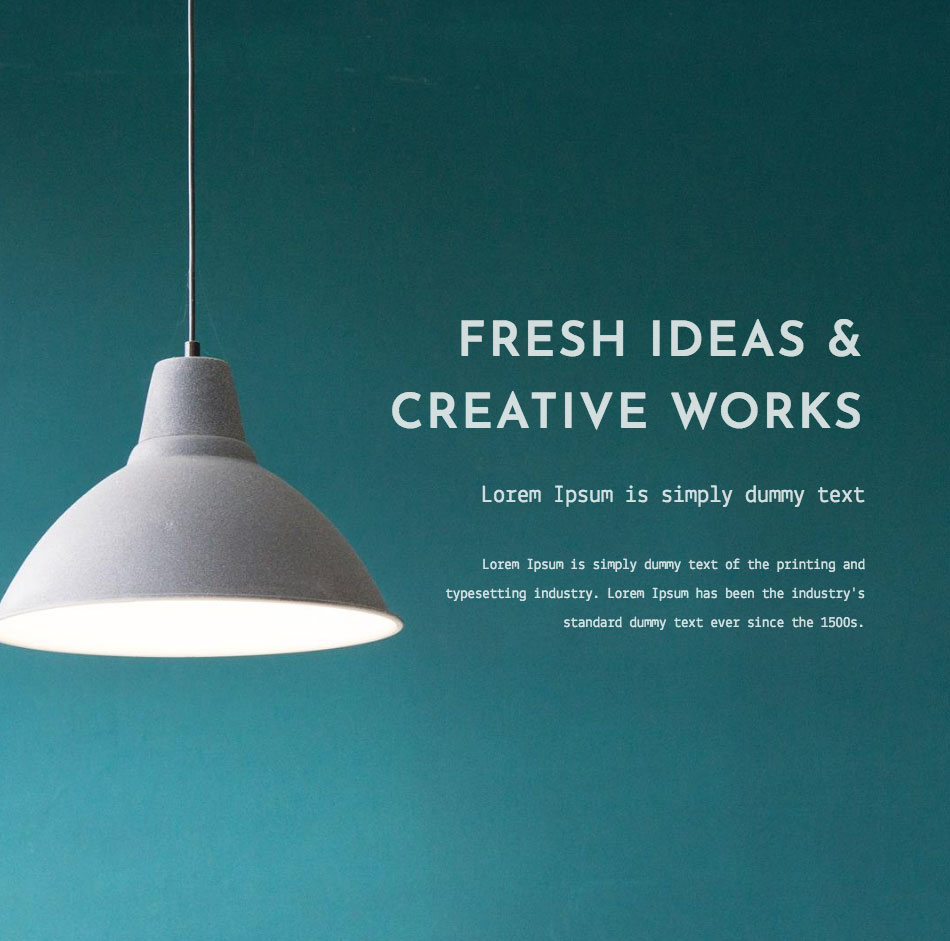 FRESH IDEAS &
CREATIVE WORKS
Lorem Ipsum is simply dummy text
Lorem Ipsum is simply dummy text of the printing and
typesetting industry. Lorem Ipsum has been the industry's
standard dummy text ever since the 1500s.